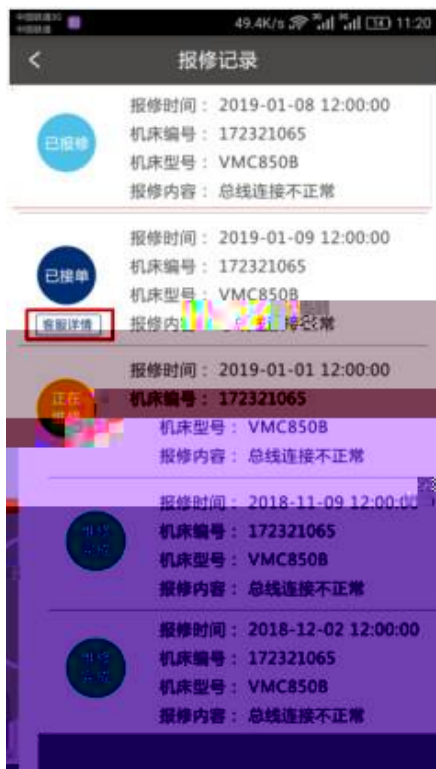 49.4K/s 11:20
报修记录
已报修
报修时间： 2019-01-08 12:00:00
机床编号： 172321065
机床型号： VMC850B
报修内容： 总线连接不正常
已接单
客服详情
报修时间： 2019-01-09 12:00:00
机床编号： 172321065
机床型号： VMC850B
报修内 常
正在
报修时间： 2019-01-01 12:00:00
机床编号： 172321065
机床型号： VMC850B
报修内容： 总线连接不正常
报修时间： 2018-11-09 12:00:00
机床编号： 172321065
机床型号： VMC850B
报修内容： 总线连接不正常
报修时间： 2018-12-02 12:00:00
机床编号： 172321065
机床型号： VMC850B
报修内容： 总线连接不正常